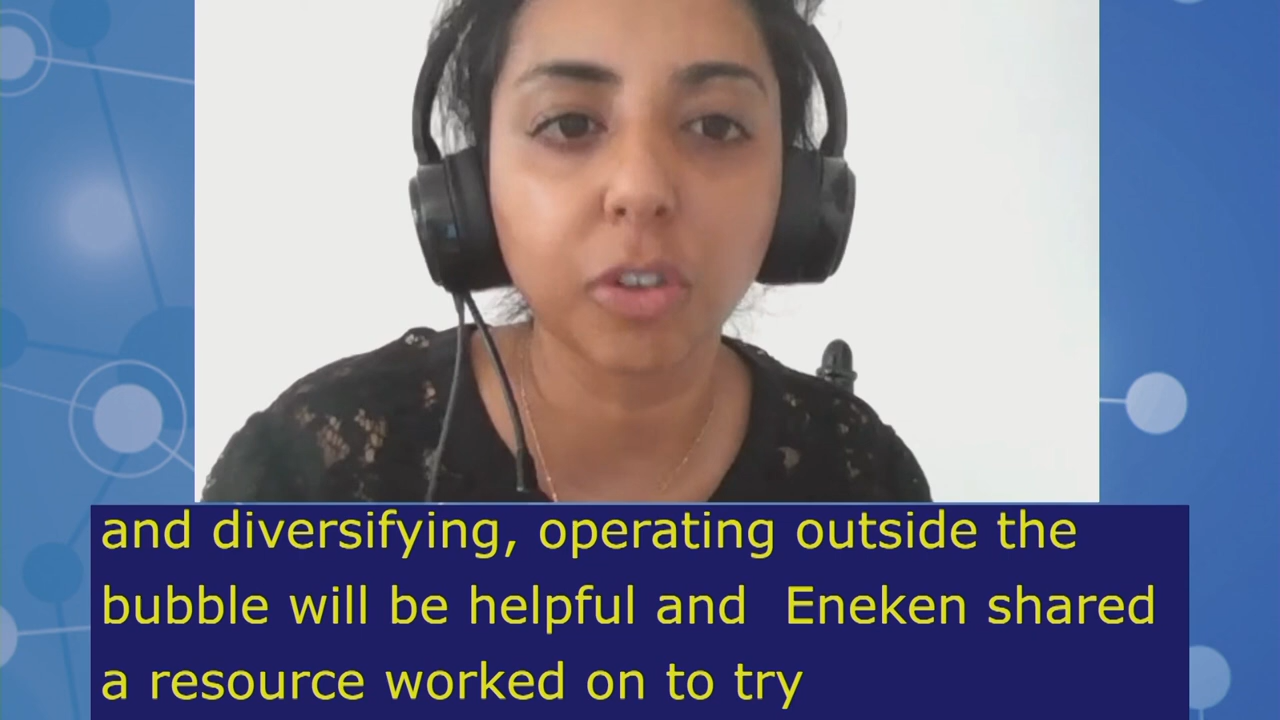 and diversifying, operating outside the
bubble will be helpful and  Eneken shared
a resource worked on to try